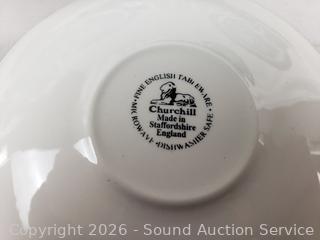 •FINE ENGLISH TABLEWARE•
Churchill
Made in
Staffordshire
England
MICROWAVE•DISHWASHER SAFE
Copyright 2026 - Sound Auction Service